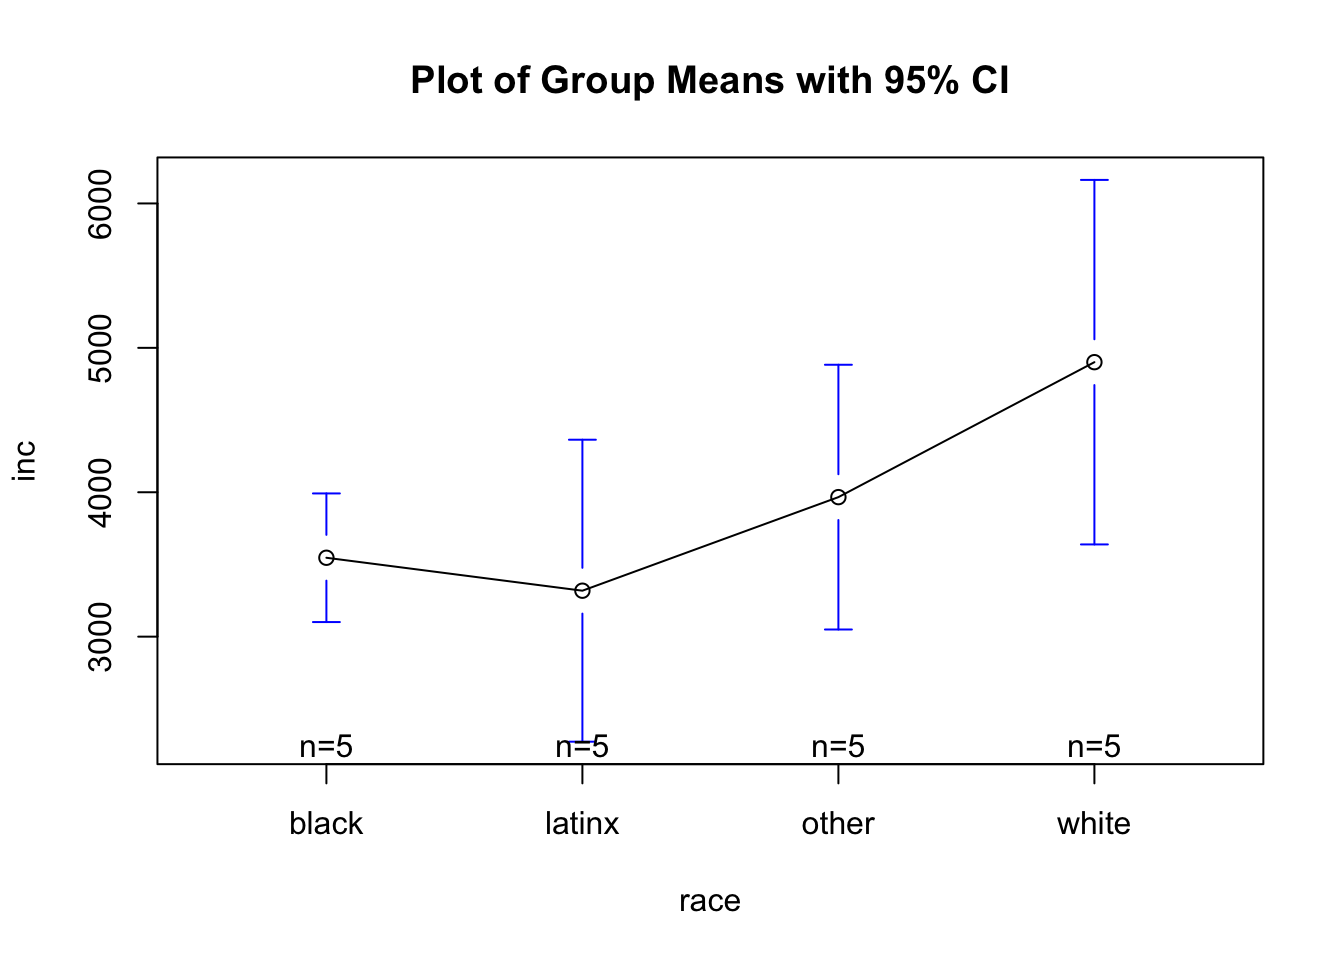 Plot of Group Means with 95% CI
6000
5000
4000
3000
inc
n=5 n=5 n=5 n=5
black latinx other white
race